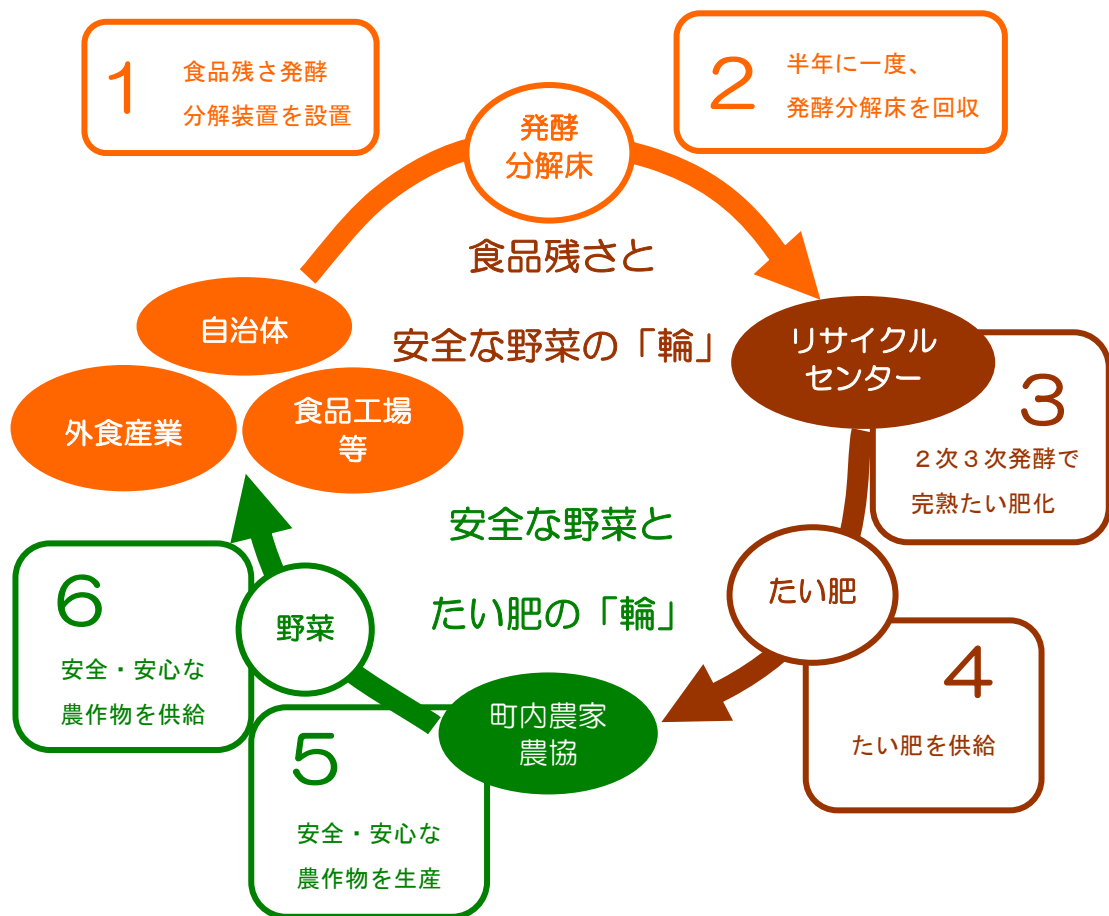 1
食品残さ発酵
分解装置を設置
2
半年に一度、
発酵分解床を回収
発酵
分解床
食品残さと
安全な野菜の「輪」
自治体
外食産業
食品工場
等
リサイクル
センター
3
２次３次発酵で
完熟たい肥化
安全な野菜と
たい肥の「輪」
たい肥
4
たい肥を供給
町内農家
農協
5
安全・安心な
農作物を生産
野菜
6
安全・安心な
農作物を供給